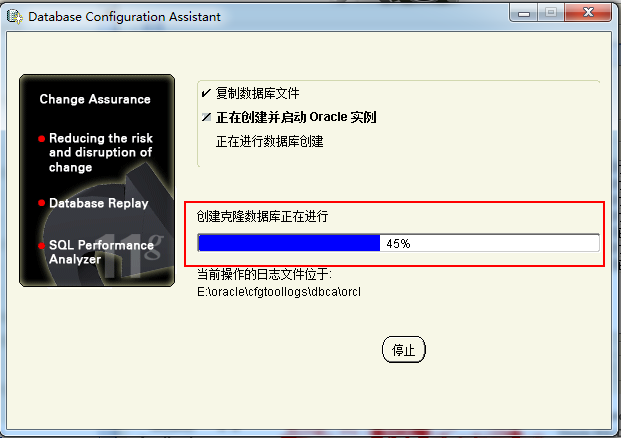 Database Configuration Assistant
Change Assurance
Reducing the risk
and disruption of
change
Database Replay
SQL Performance
Analyzer
11g
复制数据库文件
正在创建并启动 Oracle 实例
正在进行数据库创建
创建克隆数据库正在进行
45%
当前操作的日志文件位于:
E:\oracle\cfgtoollogs\dbca\orcl
停止